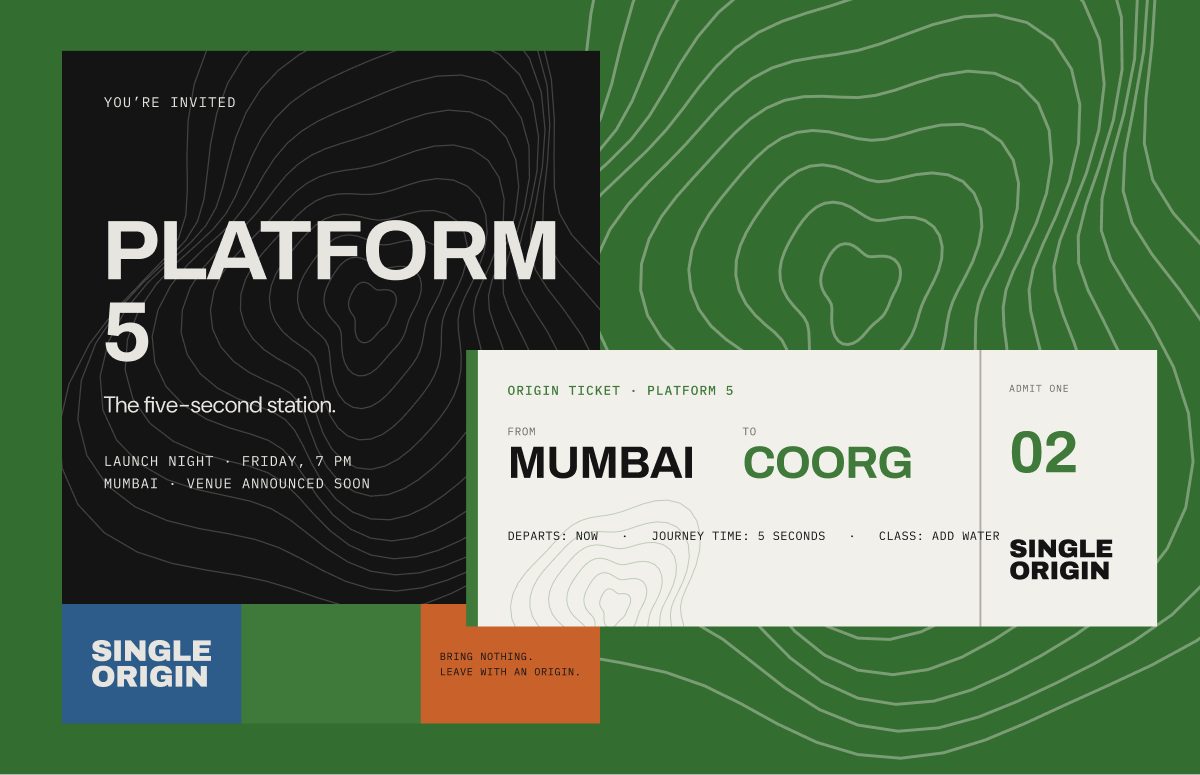 YOU’RE INVITED
PLATFORM
5
The five-second station.
LAUNCH NIGHT · FRIDAY, 7 PM
MUMBAI · VENUE ANNOUNCED SOON
SINGLE
ORIGIN
BRING NOTHING.
LEAVE WITH AN ORIGIN.
ORIGIN TICKET · PLATFORM 5
FROM
MUMBAI
TO
COORG
DEPARTS: NOW · JOURNEY TIME: 5 SECONDS · CLASS: ADD WATER
ADMIT ONE
02
SINGLE
ORIGIN